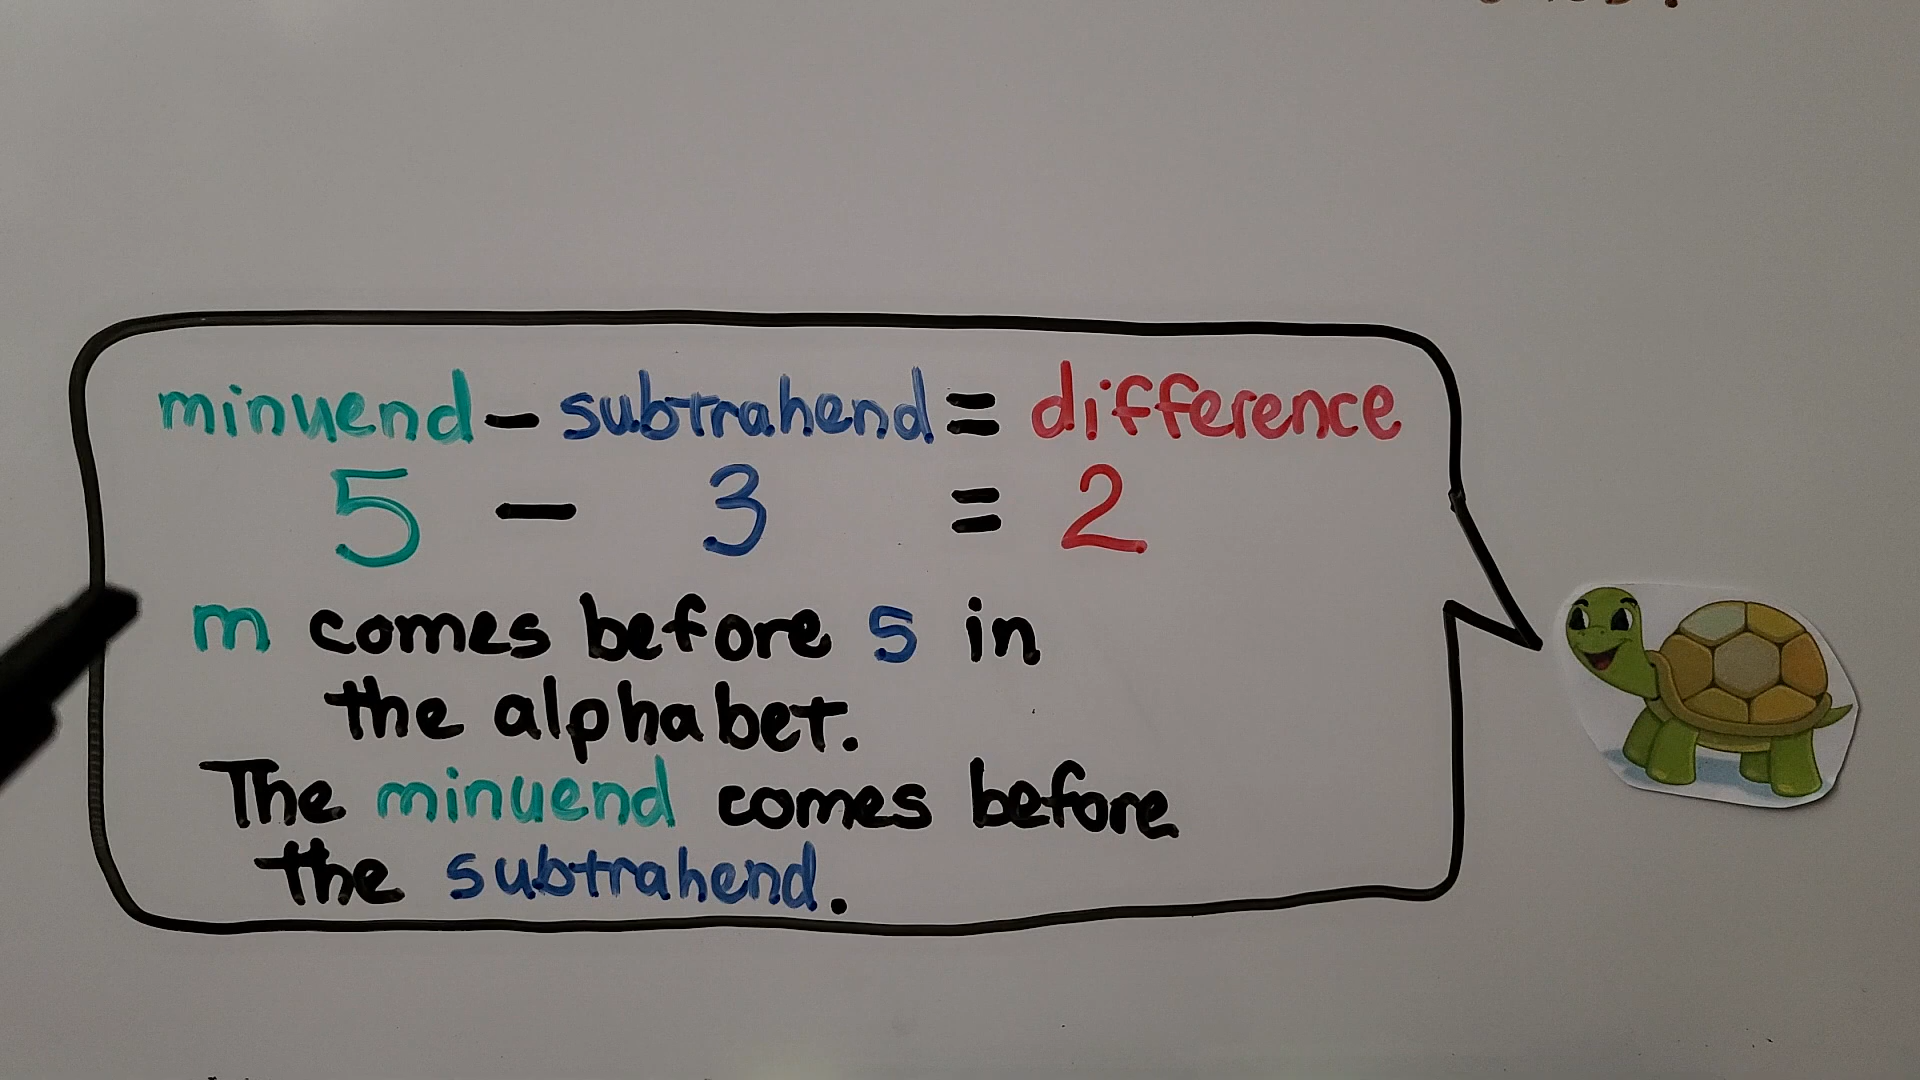 minuend - subtrahend = difference
5 - 3 = 2
m comes before s in
the alphabet.
The minuend comes before
the subtrahend.